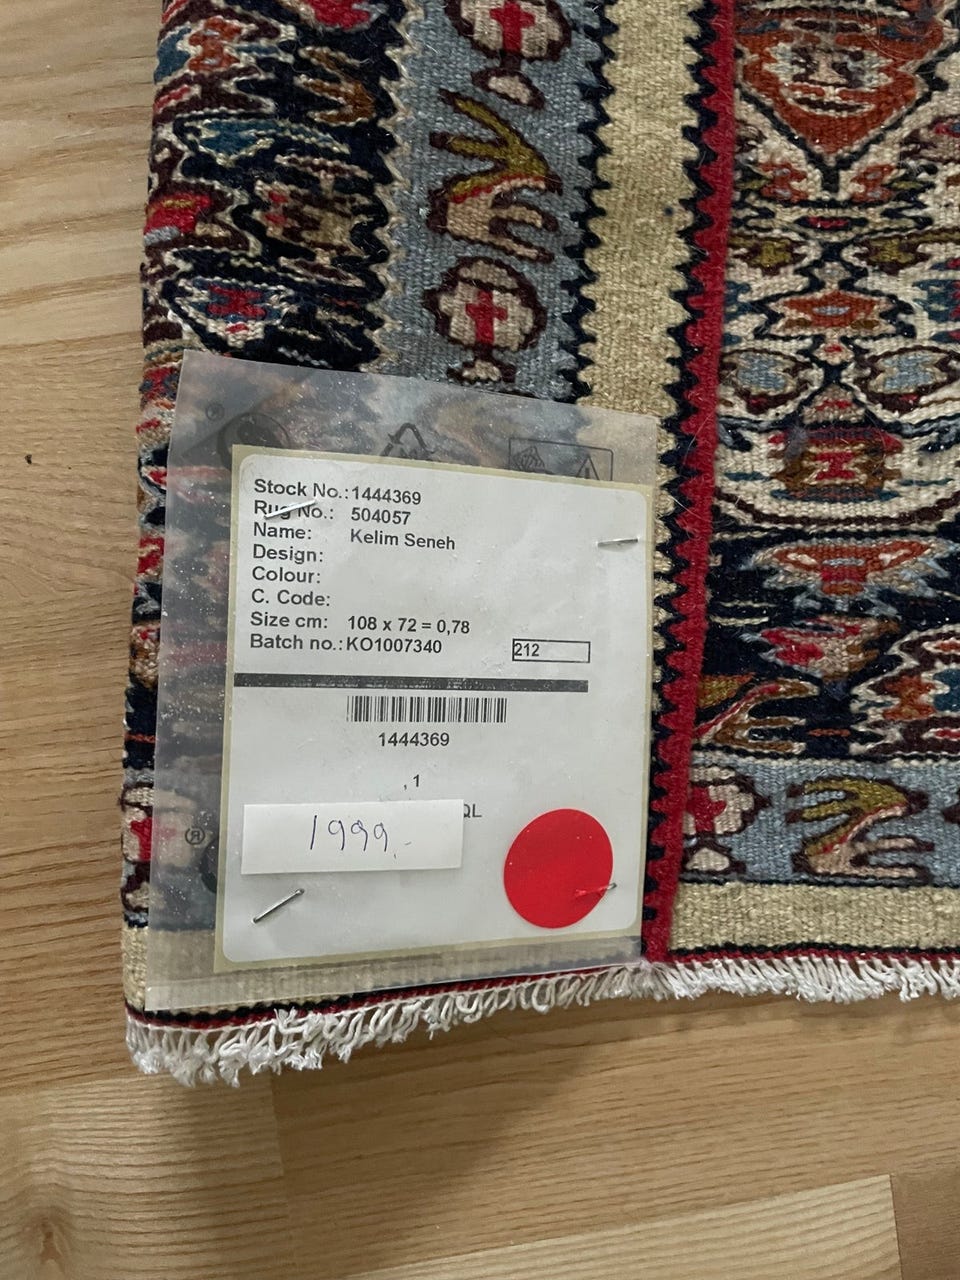 Stock No.: 1444369
Rug No.: 504057
Name: Kelim Seneh
Design:
Colour:
C. Code:
Size cm: 108 x 72 = 0,78
Batch no.: KO1007340 212
1444369
, 1
QL
1999,-